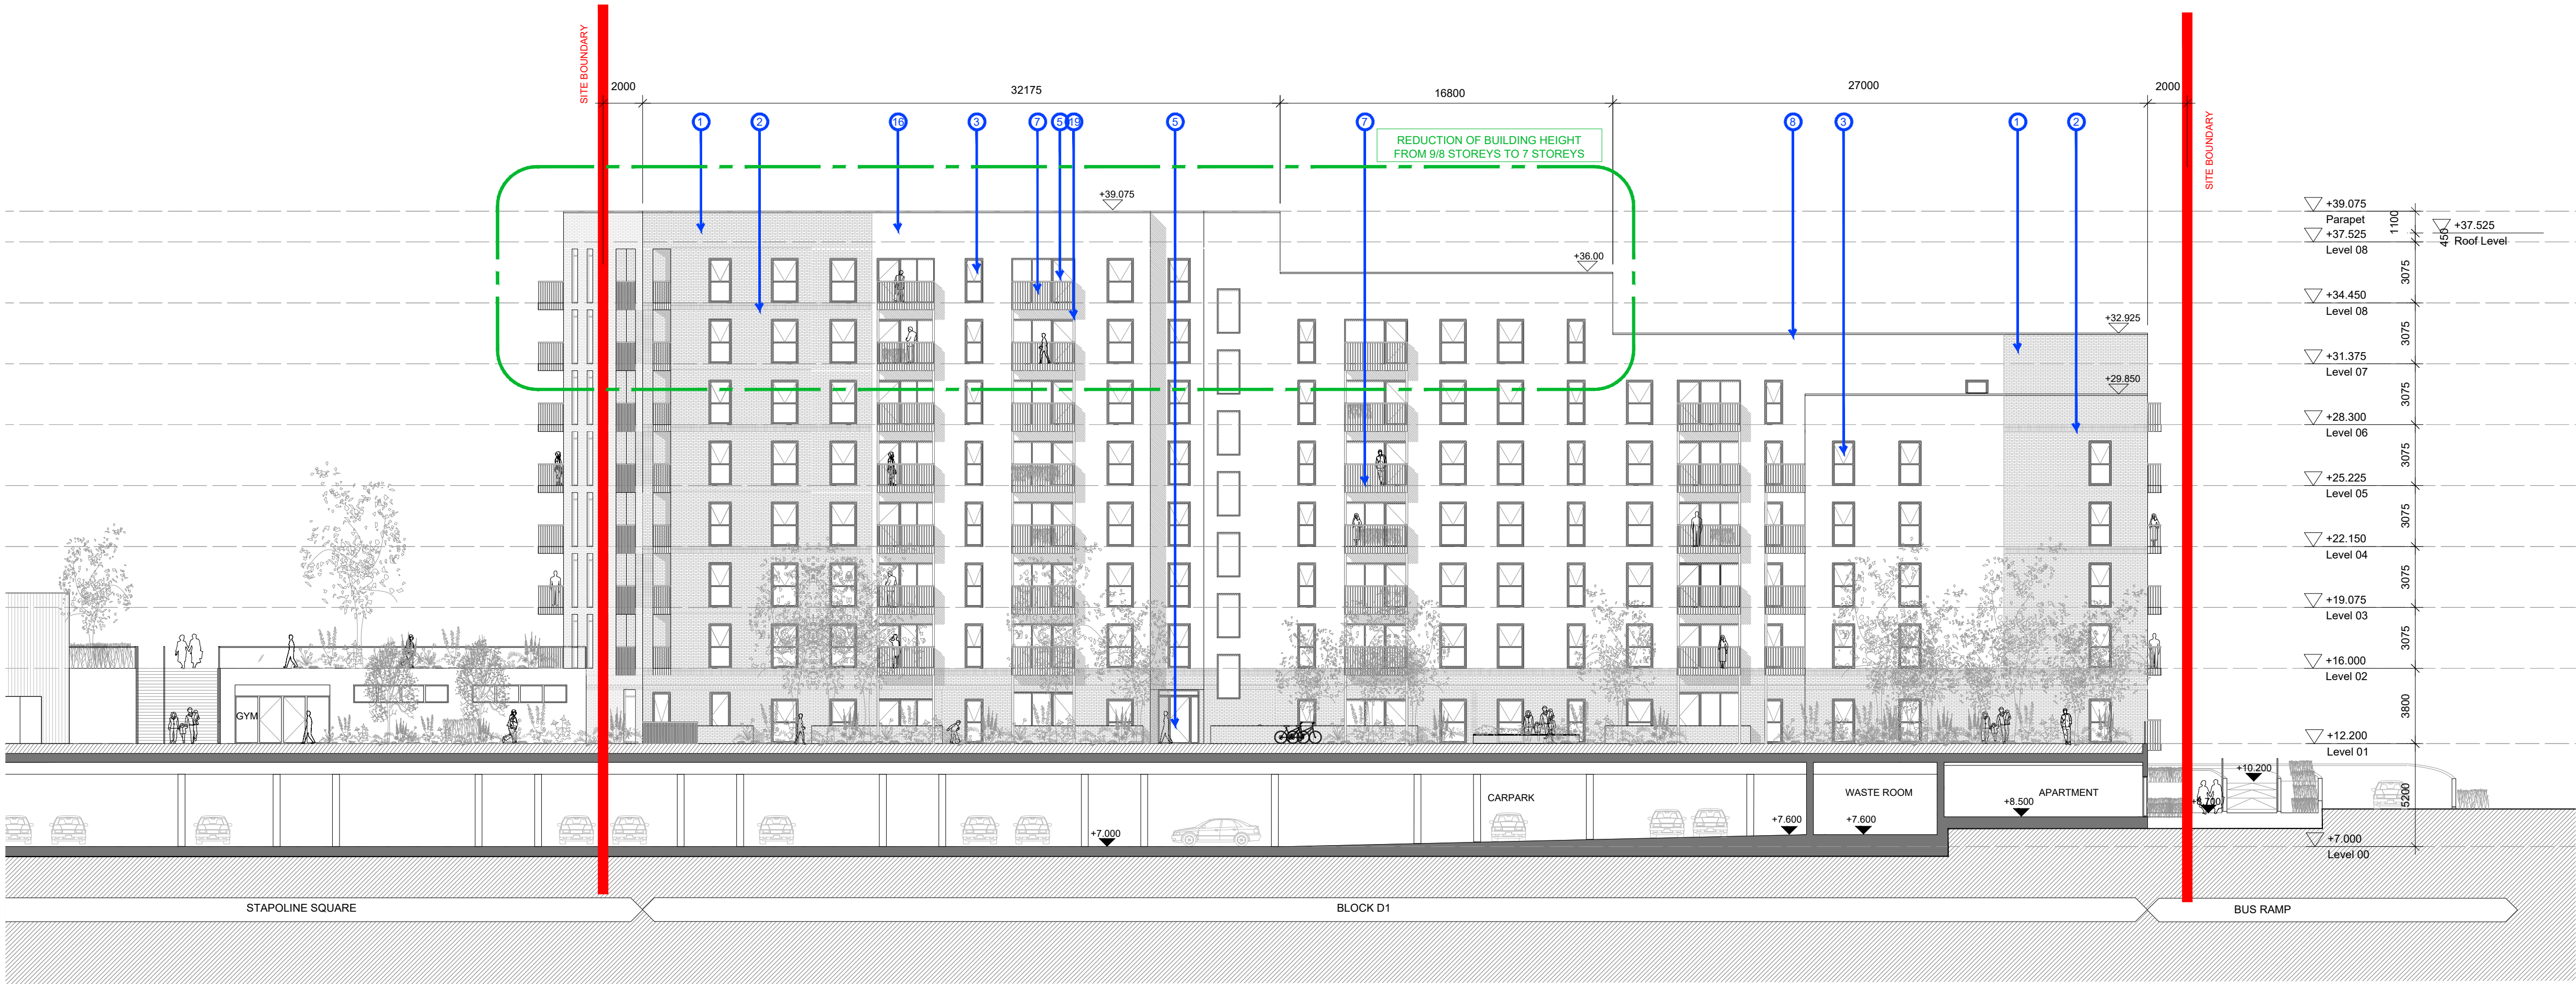 SITE BOUNDARY
2000
32175
16800
27000
2000
SITE BOUNDARY
1
2
16
3
7
5
19
5
7
8
3
1
2
REDUCTION OF BUILDING HEIGHT
FROM 9/8 STOREYS TO 7 STOREYS
+39.075
+36.00
+32.925
+29.850
+39.075
Parapet
1100
+37.525
Roof Level
450
+37.525
Level 08
3075
+34.450
Level 08
3075
+31.375
Level 07
3075
+28.300
Level 06
3075
+25.225
Level 05
3075
+22.150
Level 04
3075
+19.075
Level 03
3075
+16.000
Level 02
3800
+12.200
Level 01
5200
+7.000
Level 00
GYM
CARPARK
WASTE ROOM
APARTMENT
+7.000
+7.600
+7.600
+8.500
+10.200
STAPOLINE SQUARE
BLOCK D1
BUS RAMP